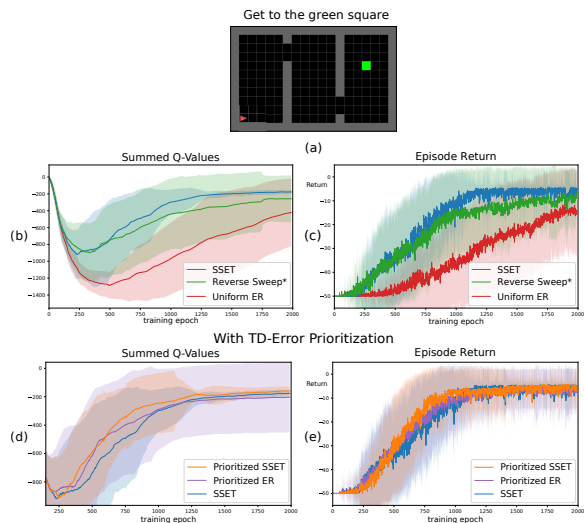 Get to the green square
(a)
Summed Q-Values
0
−200
−400
−600
−800
−1000
−1200
−1400
(b)
SSET
Reverse Sweep*
Uniform ER
0 250 500 750 1000 1250 1500 1750 2000
training epoch
Episode Return
0
Return
−10
−20
−30
−40
−50
(c)
SSET
Reverse Sweep*
Uniform ER
0 250 500 750 1000 1250 1500 1750 2000
training epoch
With TD-Error Prioritization
Summed Q-Values
0
−200
−400
−600
−800
(d)
Prioritized SSET
Prioritized ER
SSET
250 500 750 1000 1250 1500 1750 2000
training epoch
Episode Return
0
Return
−10
−20
−30
−40
−50
(e)
Prioritized SSET
Prioritized ER
SSET
0 250 500 750 1000 1250 1500 1750 2000
training epoch